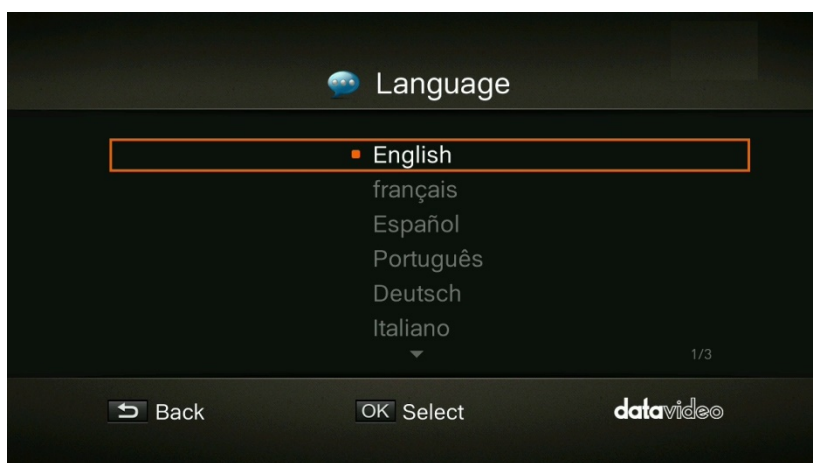 Language
English
français
Español
Português
Deutsch
Italiano
1/3
Back OK Select datavideo